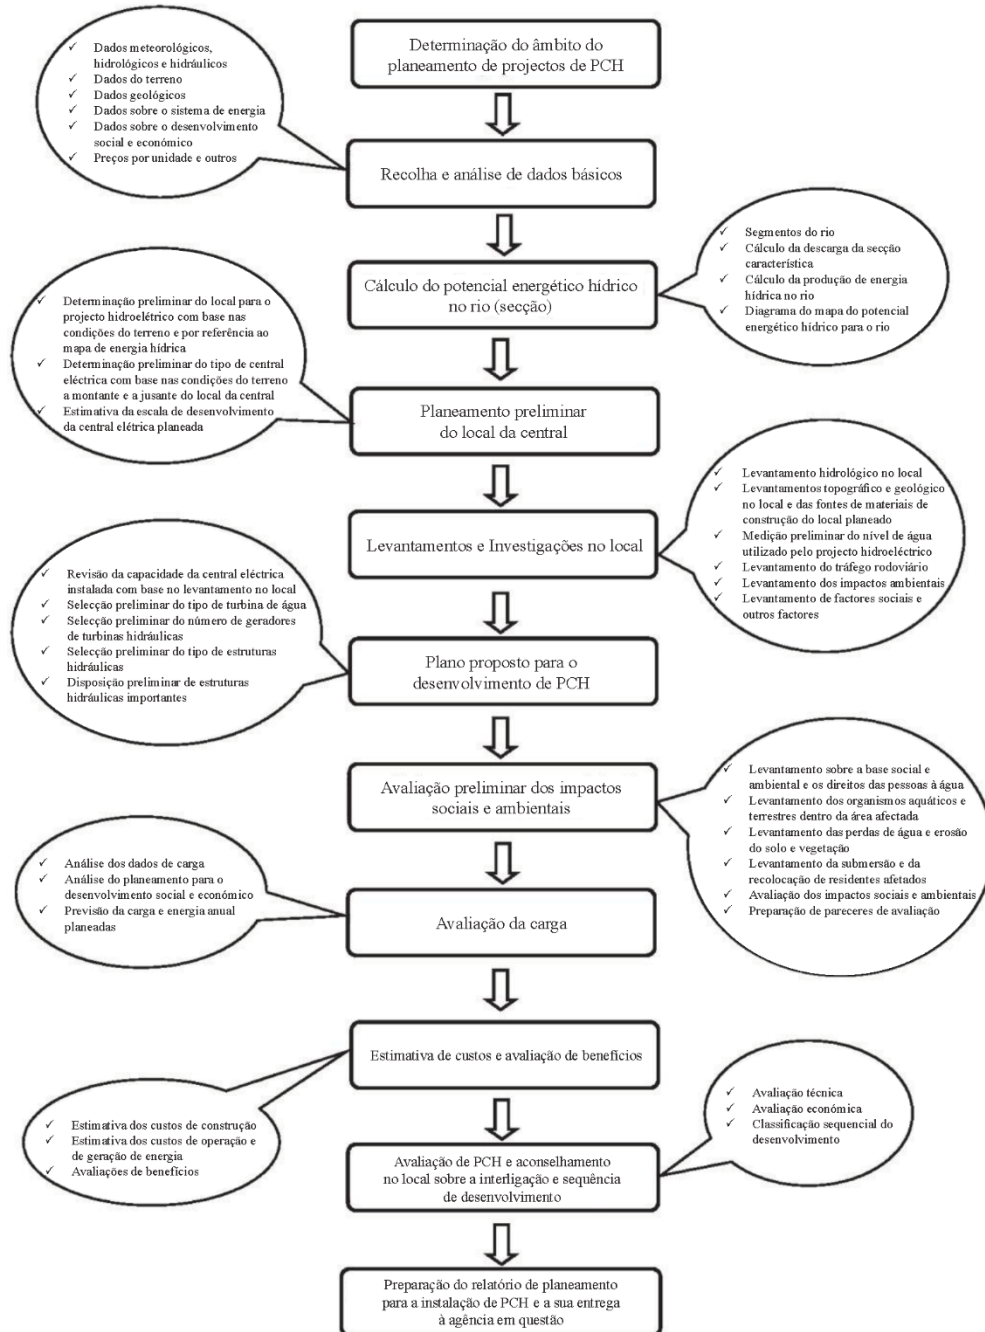 ✓ Dados meteorológicos,
hidrológicos e hidráulicos
✓ Dados do terreno
✓ Dados geológicos
✓ Dados sobre o sistema de energia
✓ Dados sobre o desenvolvimento
social e económico
✓ Preços por unidade e outros
Determinação do âmbito do
planeamento de projectos de PCH
Recolha e análise de dados básicos
Cálculo do potencial energético hídrico
no rio (secção)
✓ Segmentos do rio
✓ Cálculo da descarga da secção
característica
✓ Cálculo da produção de energia
hídrica no rio
✓ Diagrama do mapa do potencial
energético hídrico para o rio
✓ Determinação preliminar do local para o
projecto hidroelétrico com base nas
condições do terreno e por referência ao
mapa de energia hídrica
✓ Determinação preliminar do tipo de central
eléctrica com base nas condições do terreno
a montante e a jusante do local da central
✓ Estimativa da escala de desenvolvimento
da central elétrica planeada
Planeamento preliminar
do local da central
Levantamentos e Investigações no local
✓ Levantamento hidrológico no local
✓ Levantamentos topográfico e geológico
no local e das fontes de materiais de
construção do local planeado
✓ Medição preliminar do nível de água
utilizado pelo projecto hidroeléctrico
✓ Levantamento do tráfego rodoviário
✓ Levantamento dos impactos ambientais
✓ Levantamento de factores sociais e
outros factores
✓ Revisão da capacidade da central eléctrica
instalada com base no levantamento no local
✓ Selecção preliminar do tipo de turbina de água
✓ Selecção preliminar do número de geradores
de turbinas hidráulicas
✓ Selecção preliminar do tipo de estruturas
hidráulicas
✓ Disposição preliminar de estruturas
hidráulicas importantes
Plano proposto para o
desenvolvimento de PCH
Avaliação preliminar dos impactos
sociais e ambientais
✓ Levantamento sobre a base social e
ambiental e os direitos das pessoas à água
✓ Levantamento dos organismos aquáticos e
terrestres dentro da área afectada
✓ Levantamento das perdas de água e erosão
do solo e vegetação
✓ Levantamento da submersão e da
recolocação de residentes afetados
✓ Avaliação dos impactos sociais e ambientais
✓ Preparação de pareceres de avaliação
✓ Análise dos dados de carga
✓ Análise do planeamento para o
desenvolvimento social e económico
✓ Previsão da carga e energia anual
planeadas
Avaliação da carga
Estimativa de custos e avaliação de benefícios
✓ Estimativa dos custos de construção
✓ Estimativa dos custos de operação e
de geração de energia
✓ Avaliações de benefícios
✓ Avaliação técnica
✓ Avaliação económica
✓ Classificação sequencial do
desenvolvimento
Avaliação de PCH e aconselhamento
no local sobre a interligação e sequência
de desenvolvimento
Preparação do relatório de planeamento
para a instalação de PCH e a sua entrega
à agência em questão